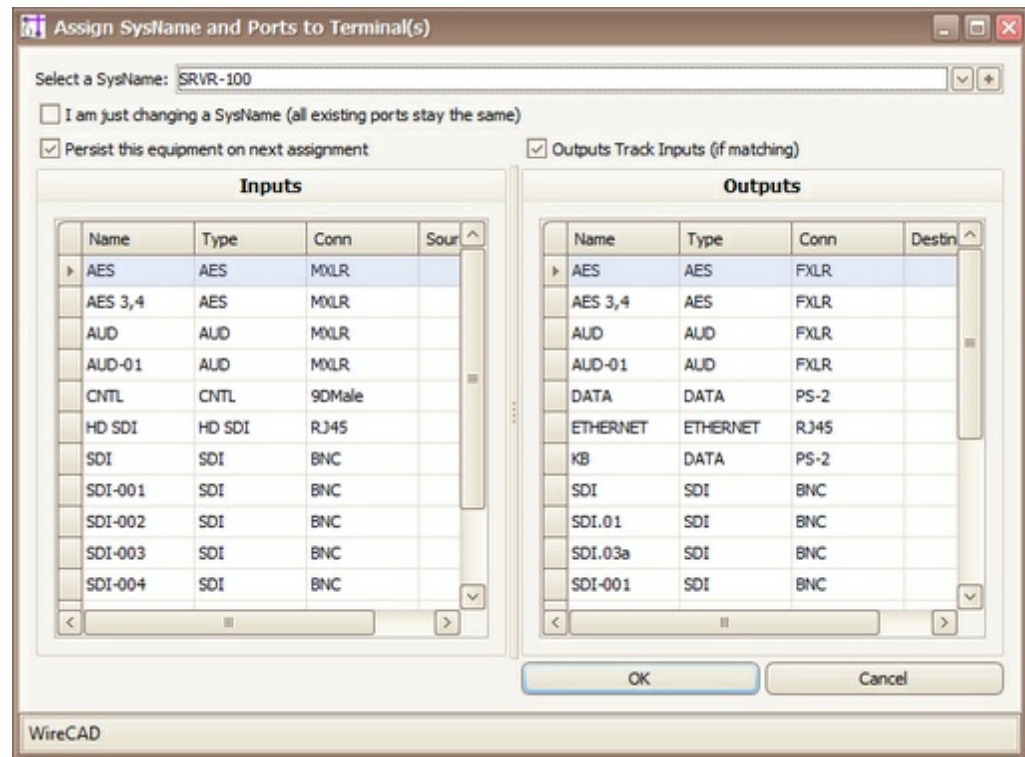 Assign SysName and Ports to Terminal(s)
Select a SysName: SRVR-100
I am just changing a SysName (all existing ports stay the same)
Persist this equipment on next assignment
Outputs Track Inputs (if matching)
Inputs
Name Type Conn Sour
AES AES MXLR
AES 3,4 AES MXLR
AUD AUD MXLR
AUD-01 AUD MXLR
CNTL CNTL 9DMale
HD SDI HD SDI RJ45
SDI SDI BNC
SDI-001 SDI BNC
SDI-002 SDI BNC
SDI-003 SDI BNC
SDI-004 SDI BNC
Outputs
Name Type Conn Destin
AES AES FXLR
AES 3,4 AES FXLR
AUD AUD FXLR
AUD-01 AUD FXLR
DATA DATA PS-2
ETHERNET ETHERNET RJ45
KB DATA PS-2
SDI SDI BNC
SDI.01 SDI BNC
SDI.03a SDI BNC
SDI-001 SDI BNC
OK Cancel
WireCAD